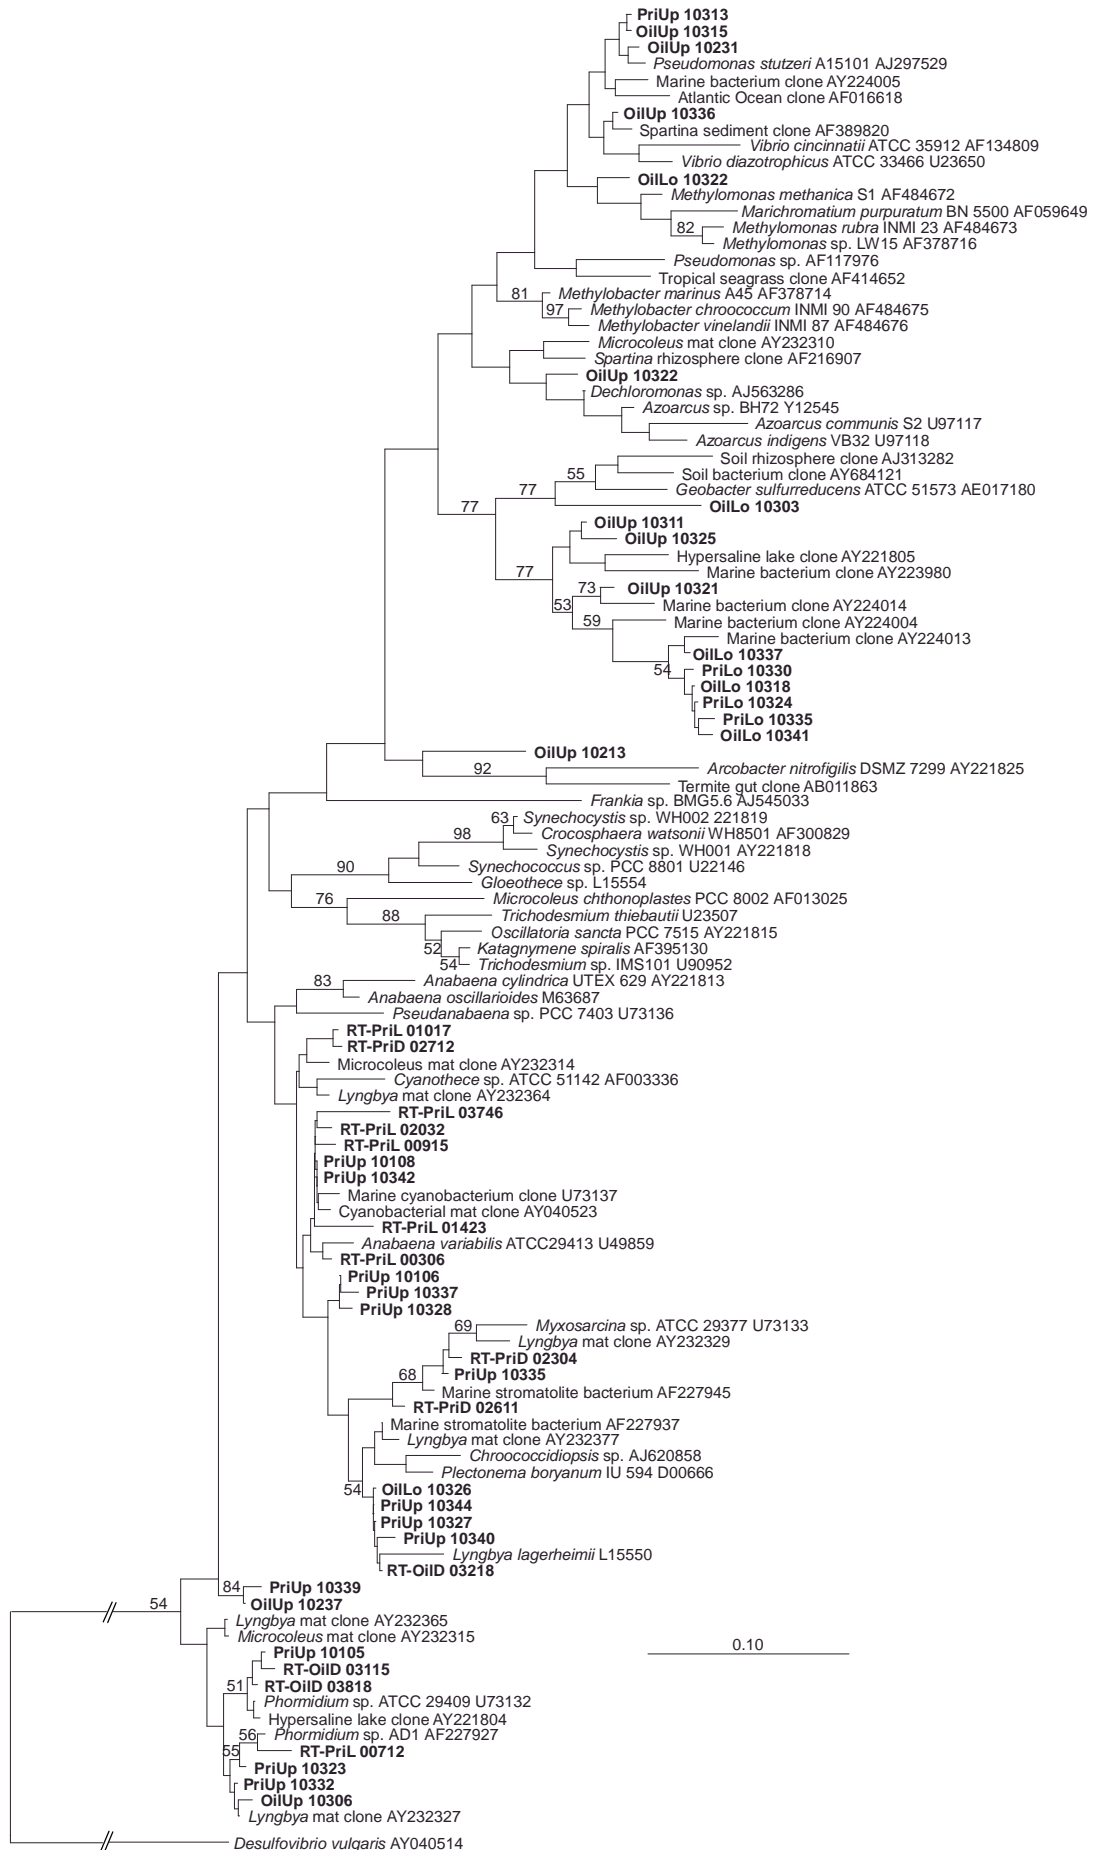 PriUp 10313
OilUp 10315
OilUp 10231
Pseudomonas stutzeri A15101 AJ297529
Marine bacterium clone AY224005
Atlantic Ocean clone AF016618
OilUp 10336
Spartina sediment clone AF389820
Vibrio cincinnatii ATCC 35912 AF134809
Vibrio diazotrophicus ATCC 33466 U23650
OilLo 10322
Methylomonas methanica S1 AF484672
Marichromatium purpuratum BN 5500 AF059649
82
Methylomonas rubra INMI 23 AF484673
Methylomonas sp. LW15 AF378716
Pseudomonas sp. AF117976
Tropical seagrass clone AF414652
81
Methylobacter marinus A45 AF378714
97
Methylobacter chroococcum INMI 90 AF484675
Methylobacter vinelandii INMI 87 AF484676
Microcoleus mat clone AY232310
Spartina rhizosphere clone AF216907
OilUp 10322
Dechloromonas sp. AJ563286
Azoarcus sp. BH72 Y12545
Azoarcus communis S2 U97117
Azoarcus indigens VB32 U97118
Soil rhizosphere clone AJ313282
55
Soil bacterium clone AY684121
77
Geobacter sulfurreducens ATCC 51573 AE017180
77
OilLo 10303
OilUp 10311
OilUp 10325
Hypersaline lake clone AY221805
77
Marine bacterium clone AY223980
73
OilUp 10321
53
Marine bacterium clone AY224014
59
Marine bacterium clone AY224004
Marine bacterium clone AY224013
OilLo 10337
54
PriLo 10330
OilLo 10318
PriLo 10324
PriLo 10335
OilLo 10341
OilUp 10213
92
Arcobacter nitrofigilis DSMZ 7299 AY221825
Termite gut clone AB011863
Frankia sp. BMG5.6 AJ545033
63
Synechocystis sp. WH002 221819
98
Crocosphaera watsonii WH8501 AF300829
Synechocystis sp. WH001 AY221818
90
Synechococcus sp. PCC 8801 U22146
Gloeothece sp. L15554
76
Microcoleus chthonoplastes PCC 8002 AF013025
88
Trichodesmium thiebautii U23507
Oscillatoria sancta PCC 7515 AY221815
52
Katagnymene spiralis AF395130
54
Trichodesmium sp. IMS101 U90952
83
Anabaena cylindrica UTEX 629 AY221813
Anabaena oscillarioides M63687
Pseudanabaena sp. PCC 7403 U73136
RT-PriL 01017
RT-PriD 02712
Microcoleus mat clone AY232314
Cyanothece sp. ATCC 51142 AF003336
Lyngbya mat clone AY232364
RT-PriL 03746
RT-PriL 02032
RT-PriL 00915
PriUp 10108
PriUp 10342
Marine cyanobacterium clone U73137
Cyanobacterial mat clone AY040523
RT-PriL 01423
Anabaena variabilis ATCC29413 U49859
RT-PriL 00306
PriUp 10106
PriUp 10337
PriUp 10328
69
Myxosarcina sp. ATCC 29377 U73133
Lyngbya mat clone AY232329
RT-PriD 02304
68
PriUp 10335
Marine stromatolite bacterium AF227945
RT-PriD 02611
Marine stromatolite bacterium AF227937
Lyngbya mat clone AY232377
Chroococcidiopsis sp. AJ620858
Plectonema boryanum IU 594 D00666
54
OilLo 10326
PriUp 10344
PriUp 10327
PriUp 10340
Lyngbya lagerheimii L15550
RT-OilD 03218
84
PriUp 10339
54
OilUp 10237
Lyngbya mat clone AY232365
Microcoleus mat clone AY232315
0.10
PriUp 10105
RT-OilD 03115
51
RT-OilD 03818
Phormidium sp. ATCC 29409 U73132
Hypersaline lake clone AY221804
56
Phormidium sp. AD1 AF227927
55
RT-PriL 00712
PriUp 10323
PriUp 10332
OilUp 10306
Lyngbya mat clone AY232327
Desulfovibrio vulgaris AY040514